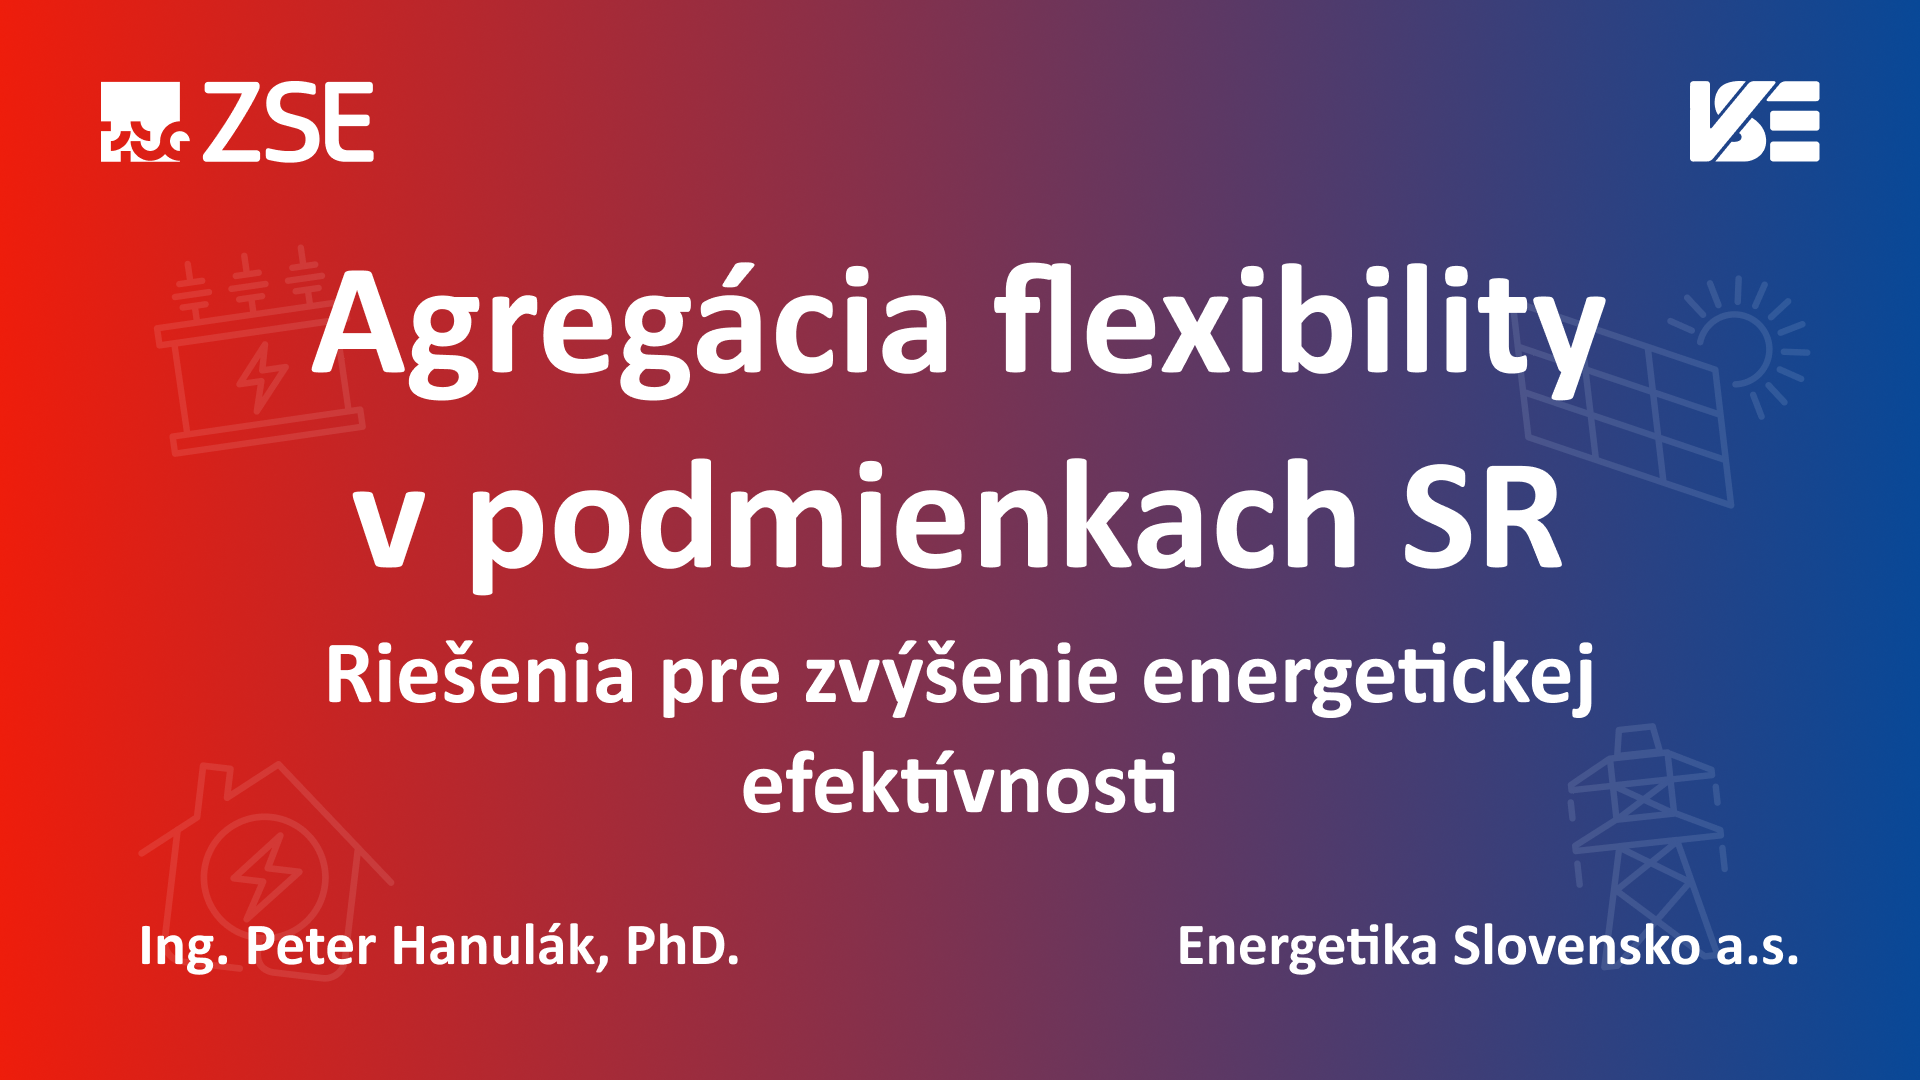 ZSE
VSE
Agregácia flexibility
v podmienkach SR
Riešenia pre zvýšenie energetickej
efektívnosti
Ing. Peter Hanulák, PhD.
Energetika Slovensko a.s.